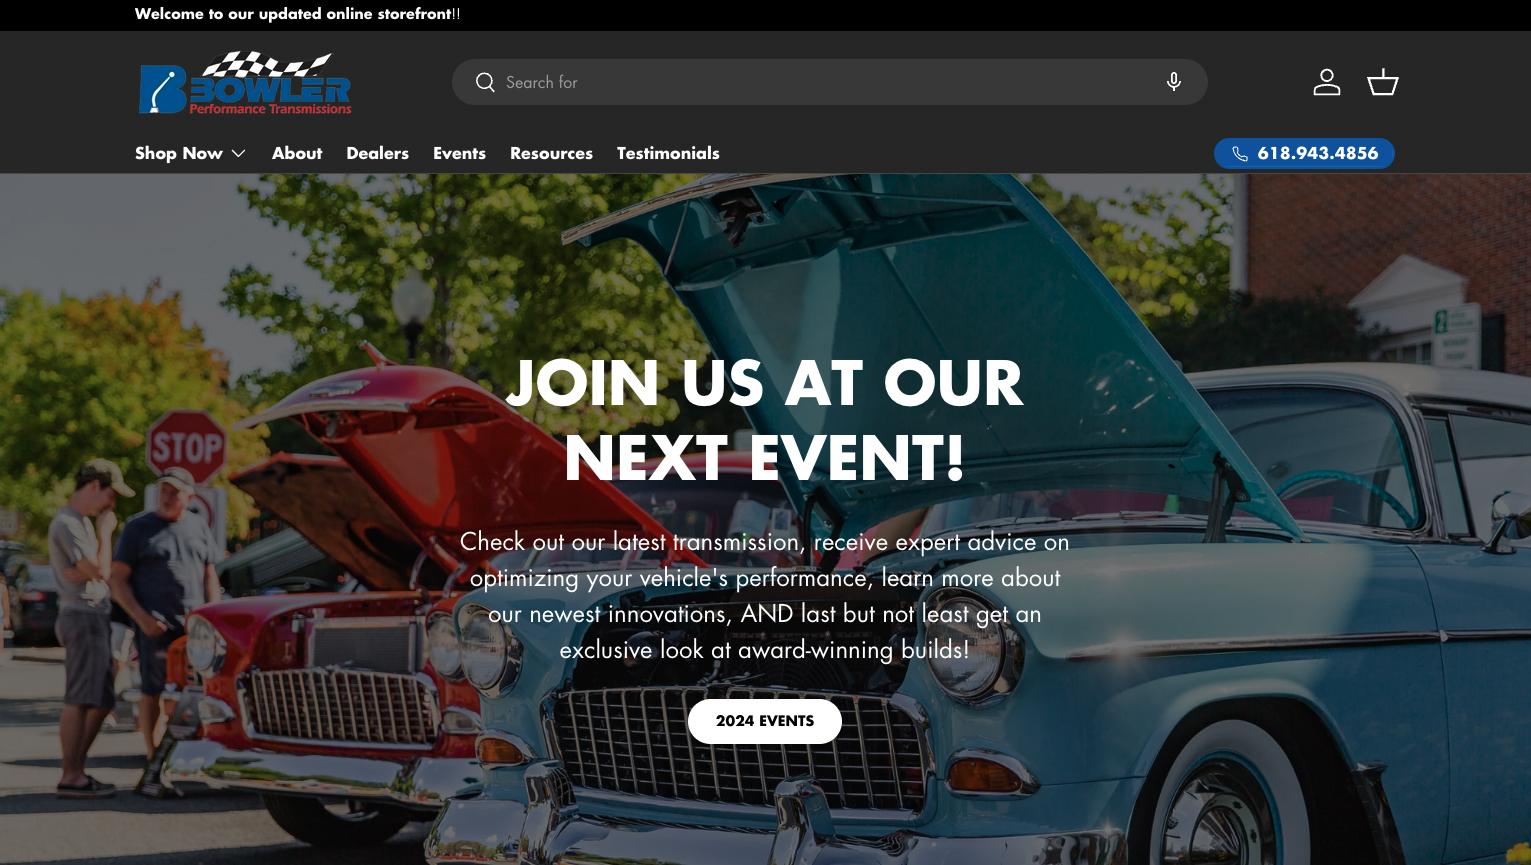 Welcome to our updated online storefront!!
BOWLER
Performance Transmissions
Search for
Shop Now
About
Dealers
Events
Resources
Testimonials
618.943.4856
STOP
JOIN US AT OUR
NEXT EVENT!
Check out our latest transmission, receive expert advice on
optimizing your vehicle's performance, learn more about
our newest innovations, AND last but not least get an
exclusive look at award-winning builds!
2024 EVENTS